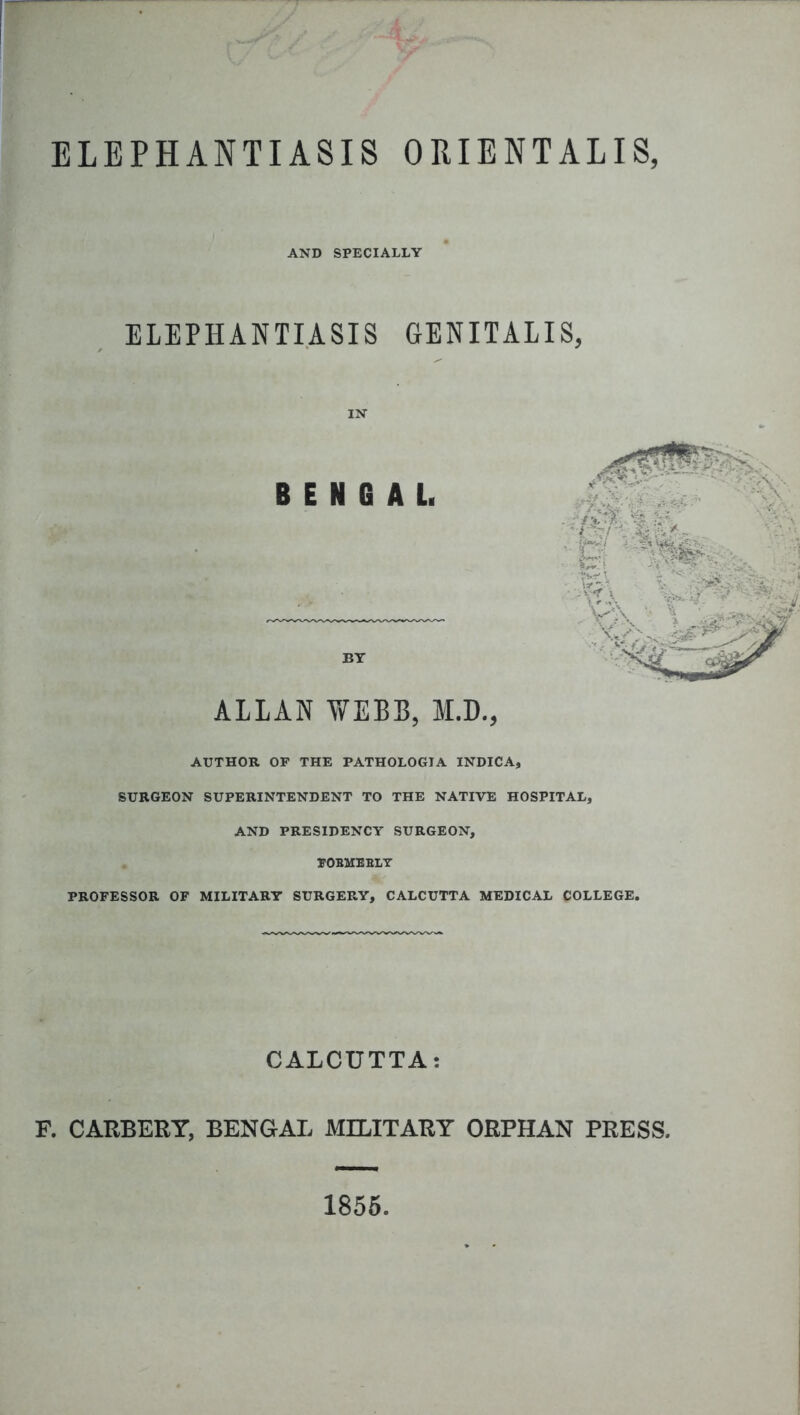 ELEPHANTIASIS ORIENTALIS,
AND SPECIALLY
ELEPHANTIASIS GENITALIS,
IN
BENGAL.
BY
ALLAN WEBB, M.D.,
AUTHOR OF THE PATHOLOGIA INDICA,
SURGEON SUPERINTENDENT TO THE NATIVE HOSPITAL,
AND PRESIDENCY SURGEON,
FORMERLY
PROFESSOR OF MILITARY SURGERY, CALCUTTA MEDICAL COLLEGE.
CALCUTTA:
F. CARBERY, BENGAL MILITARY ORPHAN PRESS.
1855.